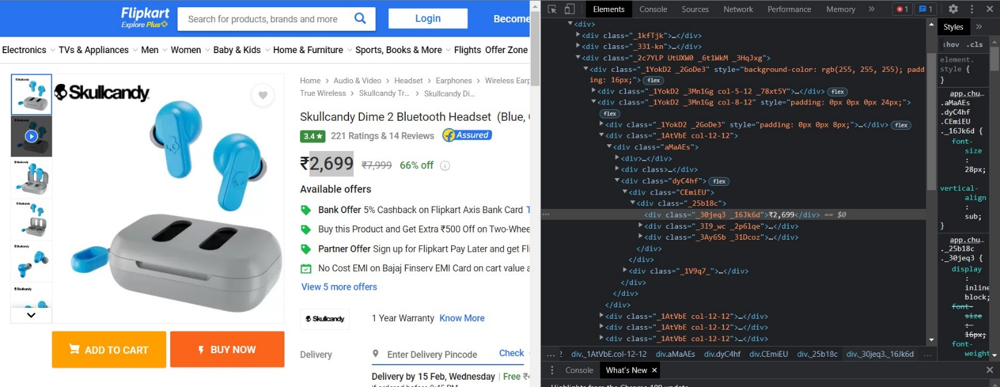 Flipkart
Explore Plus
Search for products, brands and more
Login
Become
Electronics
TVs & Appliances
Men
Women
Baby & Kids
Home & Furniture
Sports, Books & More
Flights
Offer Zone
Skullcandy
Home > Audio & Video > Headset > Earphones > Wireless Earp
True Wireless > Skullcandy Tr... > Skullcandy Di...
Skullcandy Dime 2 Bluetooth Headset (Blue,
3.4★ 221 Ratings & 14 Reviews Assured
₹2,699 ₹7,999 66% off
Available offers
Bank Offer 5% Cashback on Flipkart Axis Bank Card
Buy this Product and Get Extra ₹500 Off on Two-Whee
Partner Offer Sign up for Flipkart Pay Later and get Fli
No Cost EMI on Bajaj Finserv EMI Card on cart value a
View 5 more offers
Skullcandy 1 Year Warranty Know More
ADD TO CART
BUY NOW
Delivery Enter Delivery Pincode Check
Delivery by 15 Feb, Wednesday | Free
Elements Console Sources Network Performance Memory » 1 1
<div>
<div class="_1kfTjk">…</div>
<div class="_331-kn">…</div>
<div class="_2c7YLP UtUXW0 _6t1WkM _3HqJxg">
<div class="_1YokD2 _2GoDe3" style="background-color: rgb(255, 255, 255); padd
ing: 16px;"> flex
<div class="_1YokD2 _3Mn1Gg col-5-12 _78xt5Y">…</div> flex
<div class="_1YokD2 _3Mn1Gg col-8-12" style="padding: 0px 0px 0px 24px;">
flex
<div class="_1YokD2 _2GoDe3" style="padding: 0px 0px 8px;">…</div> flex
<div class="_1AtVbE col-12-12">
<div class="aMaAEs">
<div>…</div>
<div class>…</div>
<div class="dyC4hf"> flex
<div class="CEmiEU">
<div class="_25b18c">
<div class="_30jeq3 _16Jk6d">₹2,699</div> == $0
<div class="_3I9_wc _2p6lqe">…</div>
<div class="_3Ay6Sb _31Dcoz">…</div>
</div>
</div>
<div class="_1V9q7_">…</div>
</div>
</div>
</div>
<div class="_1AtVbE col-12-12">…</div>
<div class="_1AtVbE col-12-12">…</div>
<div class="_1AtVbE col-12-12">…</div>
... div._1AtVbE.col-12-12 div.aMaAEs div.dyC4hf div.CEmiEU div._25b18c div._30jeq3._16Jk6d ...
Console What's New ×
Styles »
:hov .cls
element.
style {
}
app.chu…
.aMaAEs
.dyC4hf
.CEmiEU
._16Jk6d {
font-
size
:
28px;
vertical-
align
:
sub;
}
app.chu…
._25b18c
._30jeq3 {
display
:
inline
block;
font-
size
:
16px;
font-
weight